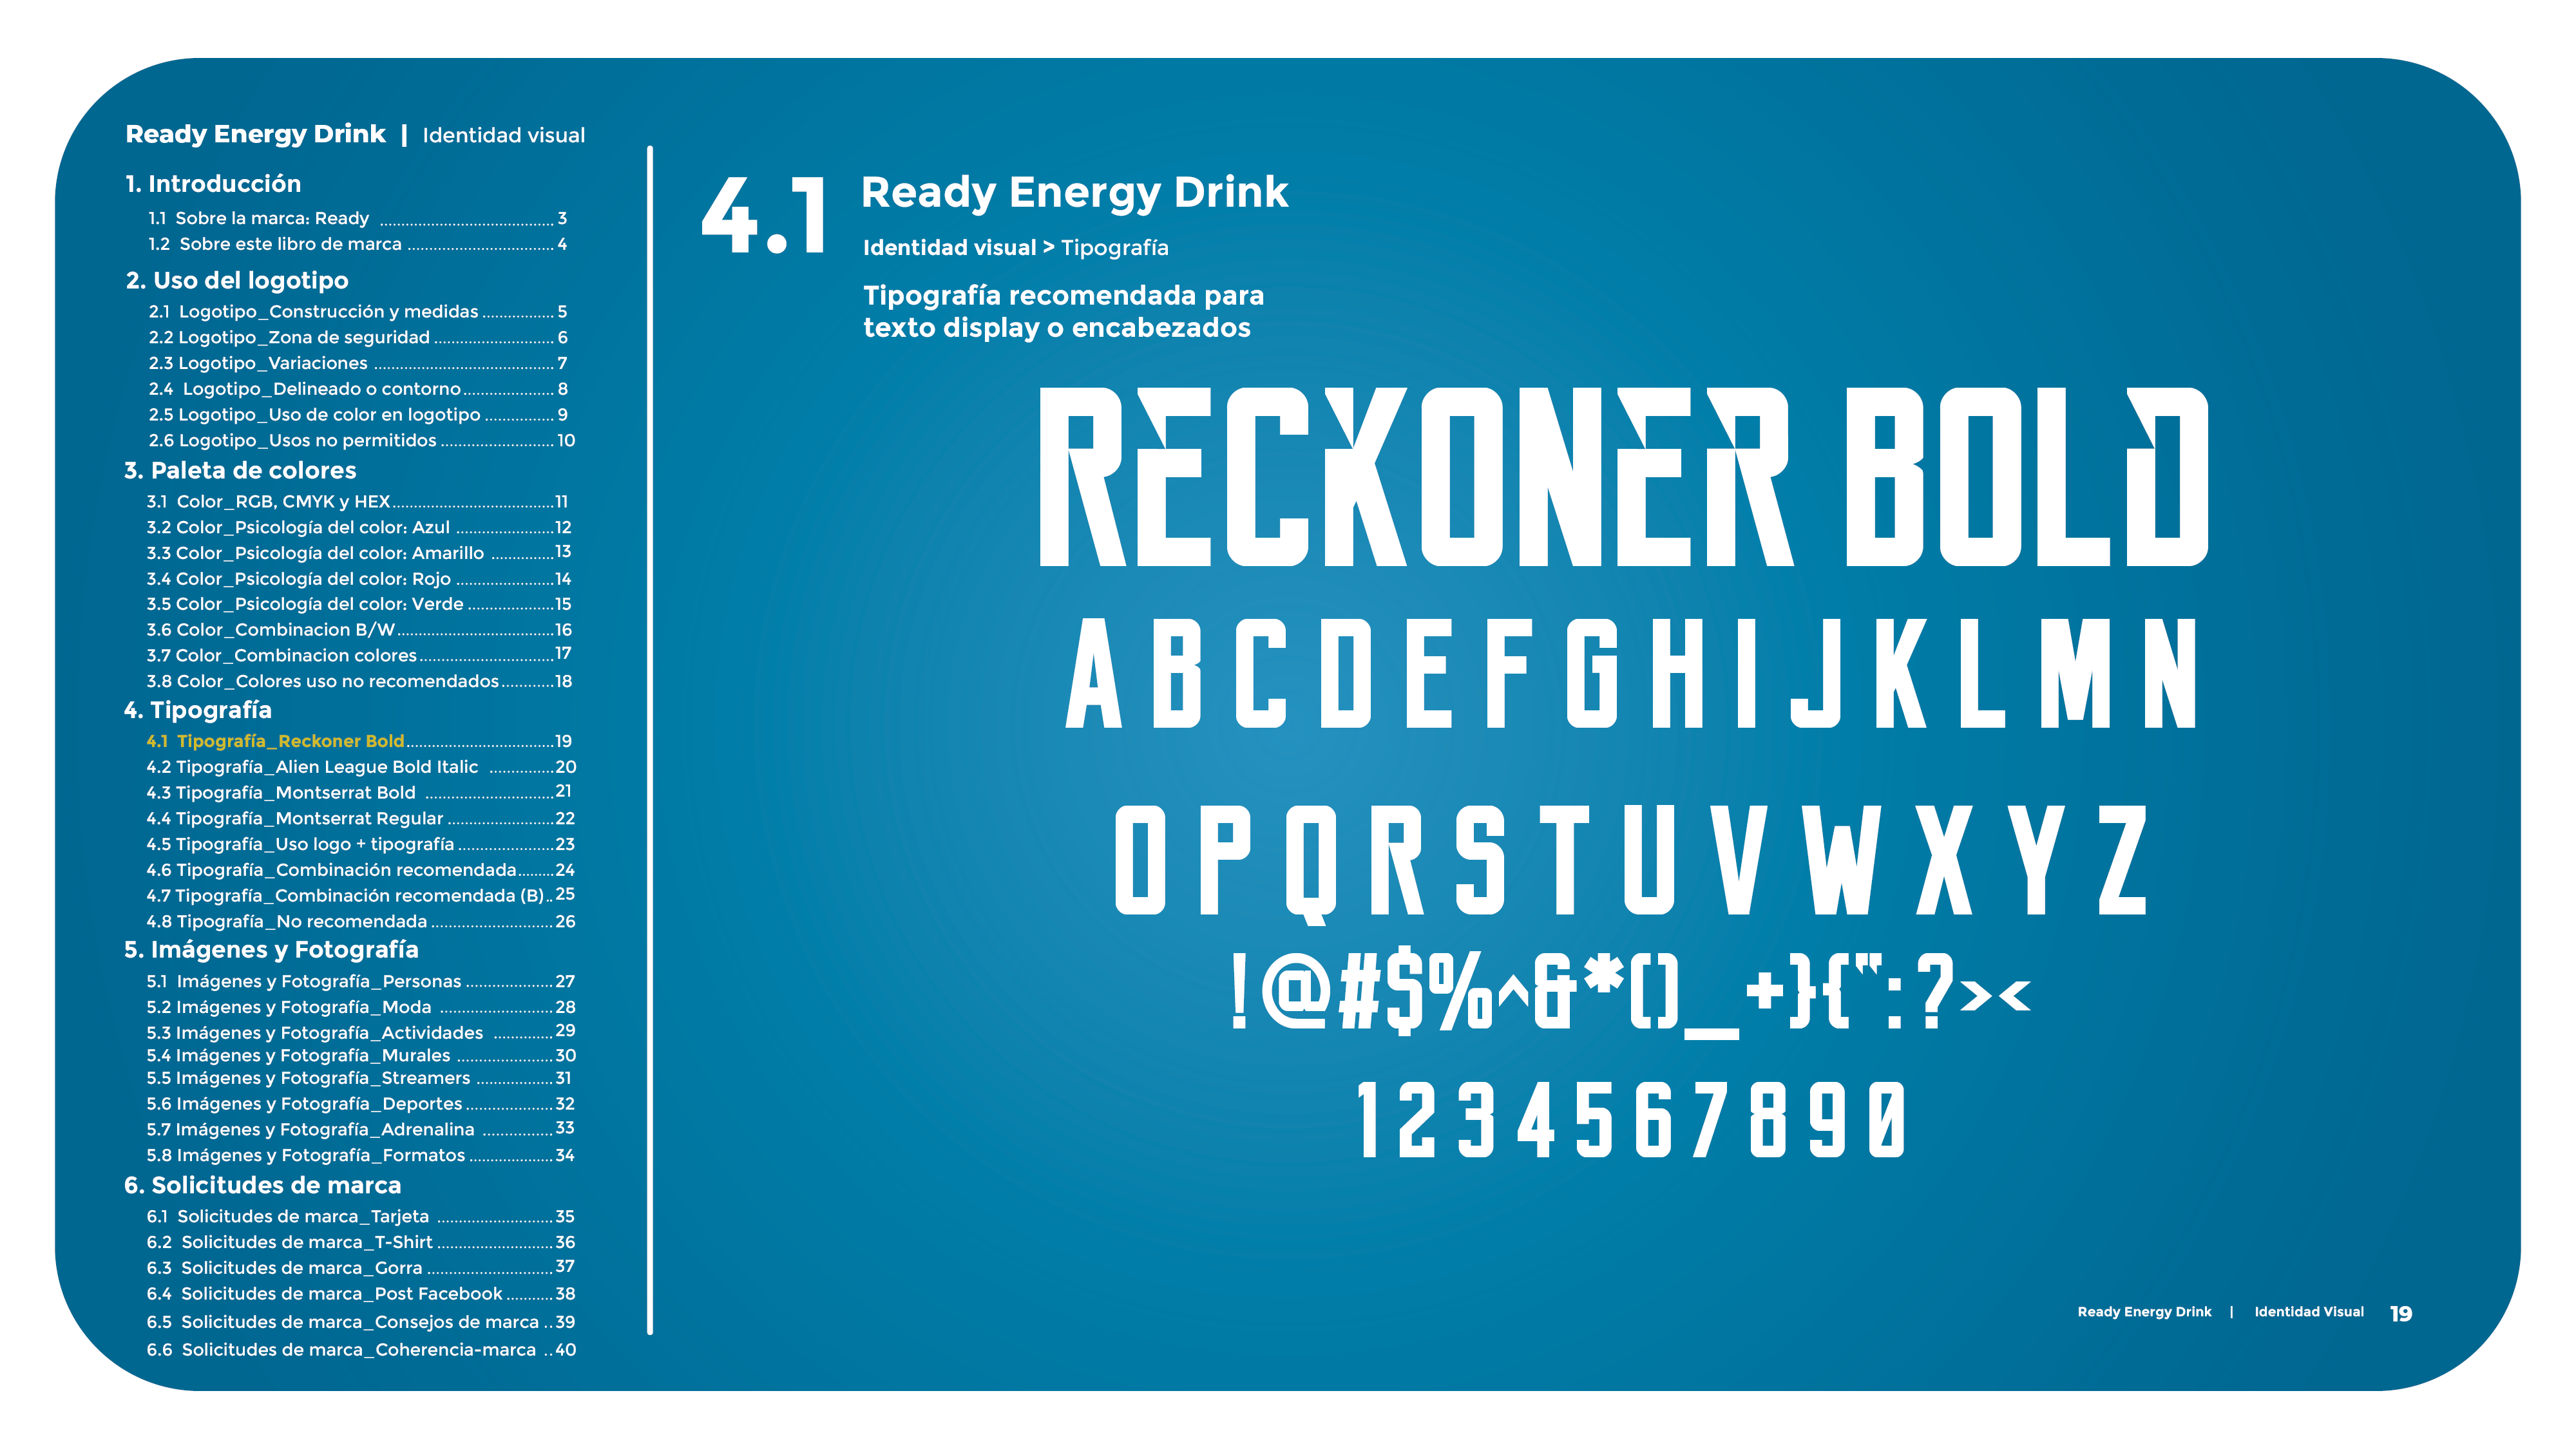 Ready Energy Drink | Identidad visual
1. Introducción
1.1 Sobre la marca: Ready ........................................ 3
1.2 Sobre este libro de marca .................................. 4
2. Uso del logotipo
2.1 Logotipo_Construcción y medidas ................. 5
2.2 Logotipo_Zona de seguridad ............................ 6
2.3 Logotipo_Variaciones .......................................... 7
2.4 Logotipo_Delineado o contorno..................... 8
2.5 Logotipo_Uso de color en logotipo ................ 9
2.6 Logotipo_Usos no permitidos .......................... 10
3. Paleta de colores
3.1 Color_RGB, CMYK y HEX.....................................11
3.2 Color_Psicología del color: Azul .......................12
3.3 Color_Psicología del color: Amarillo ..............13
3.4 Color_Psicología del color: Rojo ......................14
3.5 Color_Psicología del color: Verde ....................15
3.6 Color_Combinacion B/W....................................16
3.7 Color_Combinacion colores...............................17
3.8 Color_Colores uso no recomendados............18
4. Tipografía
4.1 Tipografía_Reckoner Bold..................................19
4.2 Tipografía_Alien League Bold Italic ...............20
4.3 Tipografía_Montserrat Bold .............................21
4.4 Tipografía_Montserrat Regular ........................22
4.5 Tipografía_Uso logo + tipografía ......................23
4.6 Tipografía_Combinación recomendada........24
4.7 Tipografía_Combinación recomendada (B)..25
4.8 Tipografía_No recomendada ............................26
5. Imágenes y Fotografía
5.1 Imágenes y Fotografía_Personas ....................27
5.2 Imágenes y Fotografía_Moda ..........................28
5.3 Imágenes y Fotografía_Actividades .............29
5.4 Imágenes y Fotografía_Murales ......................30
5.5 Imágenes y Fotografía_Streamers ..................31
5.6 Imágenes y Fotografía_Deportes ....................32
5.7 Imágenes y Fotografía_Adrenalina ................33
5.8 Imágenes y Fotografía_Formatos ...................34
6. Solicitudes de marca
6.1 Solicitudes de marca_Tarjeta ..........................35
6.2 Solicitudes de marca_T-Shirt ..........................36
6.3 Solicitudes de marca_Gorra ............................37
6.4 Solicitudes de marca_Post Facebook ...........38
6.5 Solicitudes de marca_Consejos de marca ..39
6.6 Solicitudes de marca_Coherencia-marca ..40
4.1 Ready Energy Drink
Identidad visual > Tipografía
Tipografía recomendada para
texto display o encabezados
RECKONER BOLD
A B C D E F G H I J K L M N
O P Q R S T U V W X Y Z
!@#$%^&*()_+}{":?><
1 2 3 4 5 6 7 8 9 0
Ready Energy Drink | Identidad Visual 19